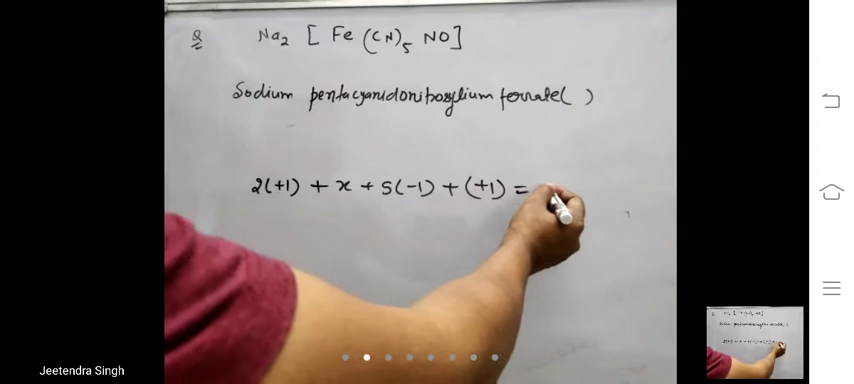 Q Na2 [ Fe (CN)5 NO]
Sodium pentacyanidonitrosylium ferrate( )
2(+1) + x + 5(-1) + (+1) =
Jeetendra Singh